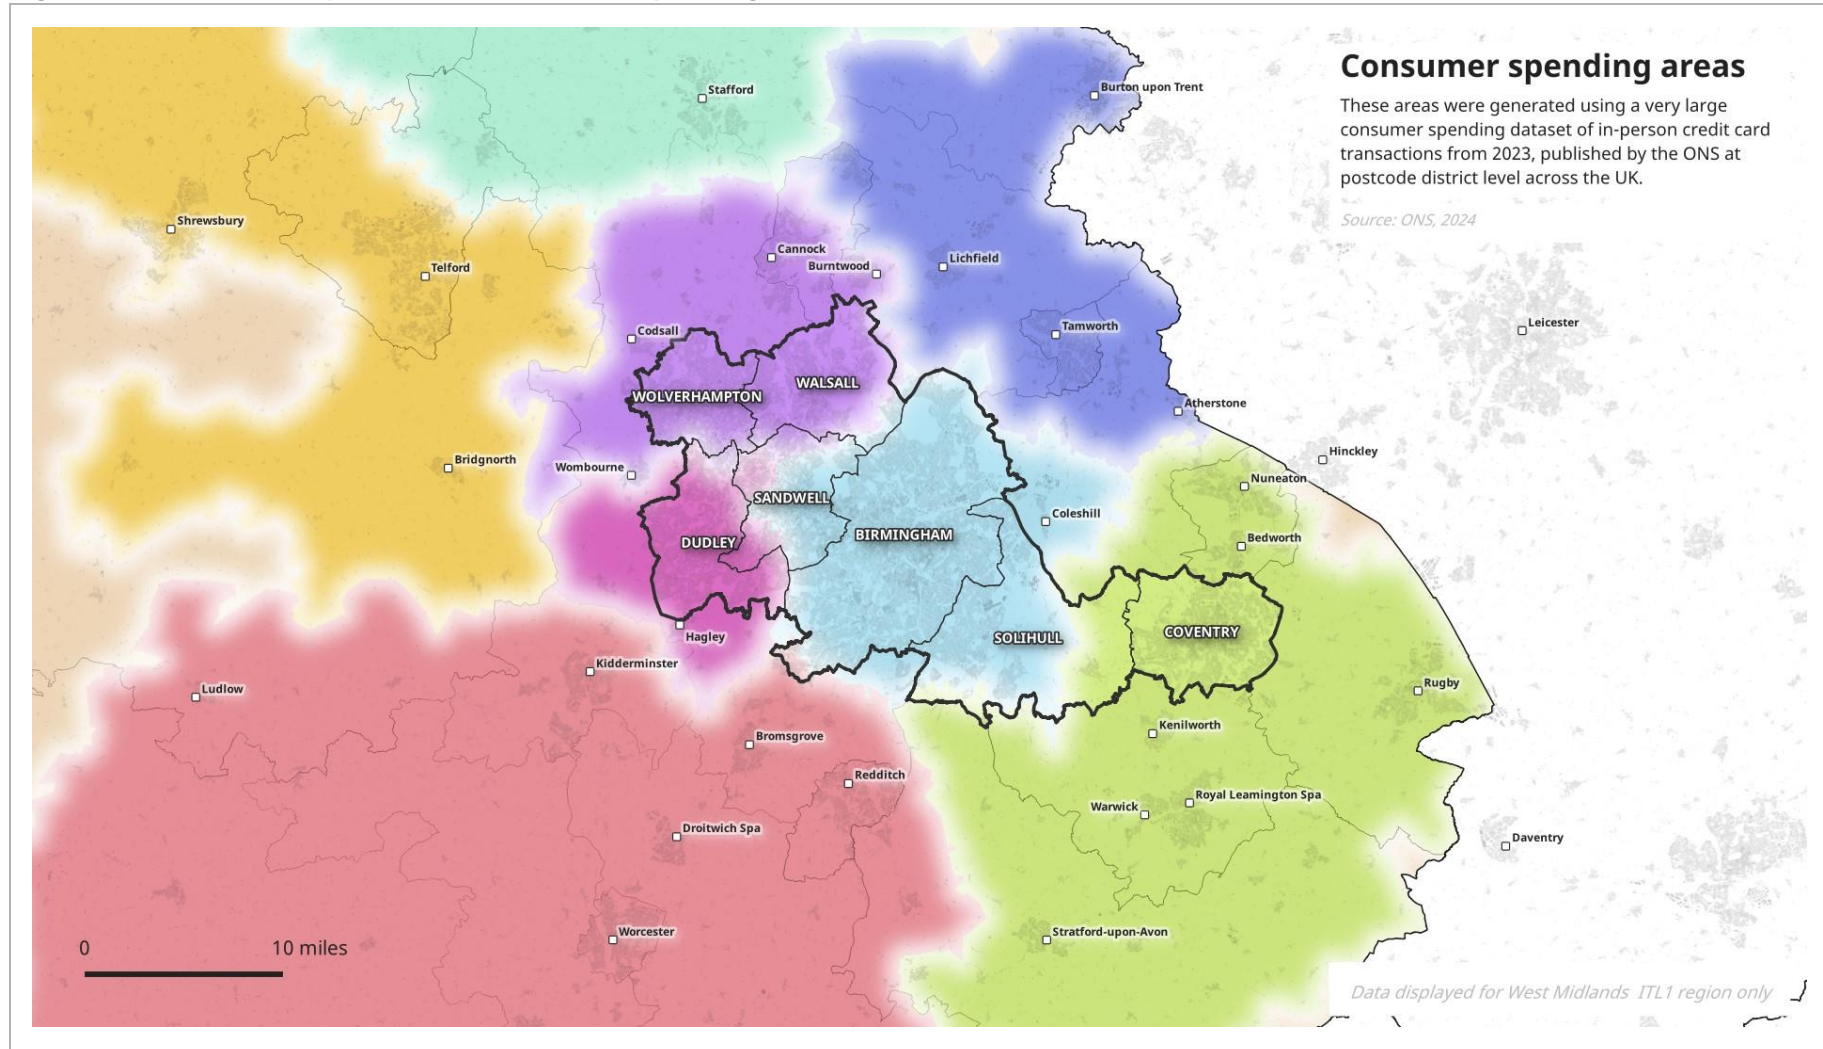 Consumer spending areas
These areas were generated using a very large
consumer spending dataset of in-person credit card
transactions from 2023, published by the ONS at
postcode district level across the UK.
Source: ONS, 2024
Stafford
Burton upon Trent
Shrewsbury
Telford
Cannock
Burntwood
Lichfield
Codsall
Tamworth
Leicester
WOLVERHAMPTON
WALSALL
Atherstone
Bridgnorth
Wombourne
Hinckley
Nuneaton
SANDWELL
Coleshill
DUDLEY
BIRMINGHAM
Bedworth
Hagley
SOLIHULL
COVENTRY
Kidderminster
Ludlow
Rugby
Bromsgrove
Kenilworth
Redditch
Warwick
Royal Leamington Spa
Droitwich Spa
Daventry
Worcester
Stratford-upon-Avon
0
10 miles
Data displayed for West Midlands ITL1 region only